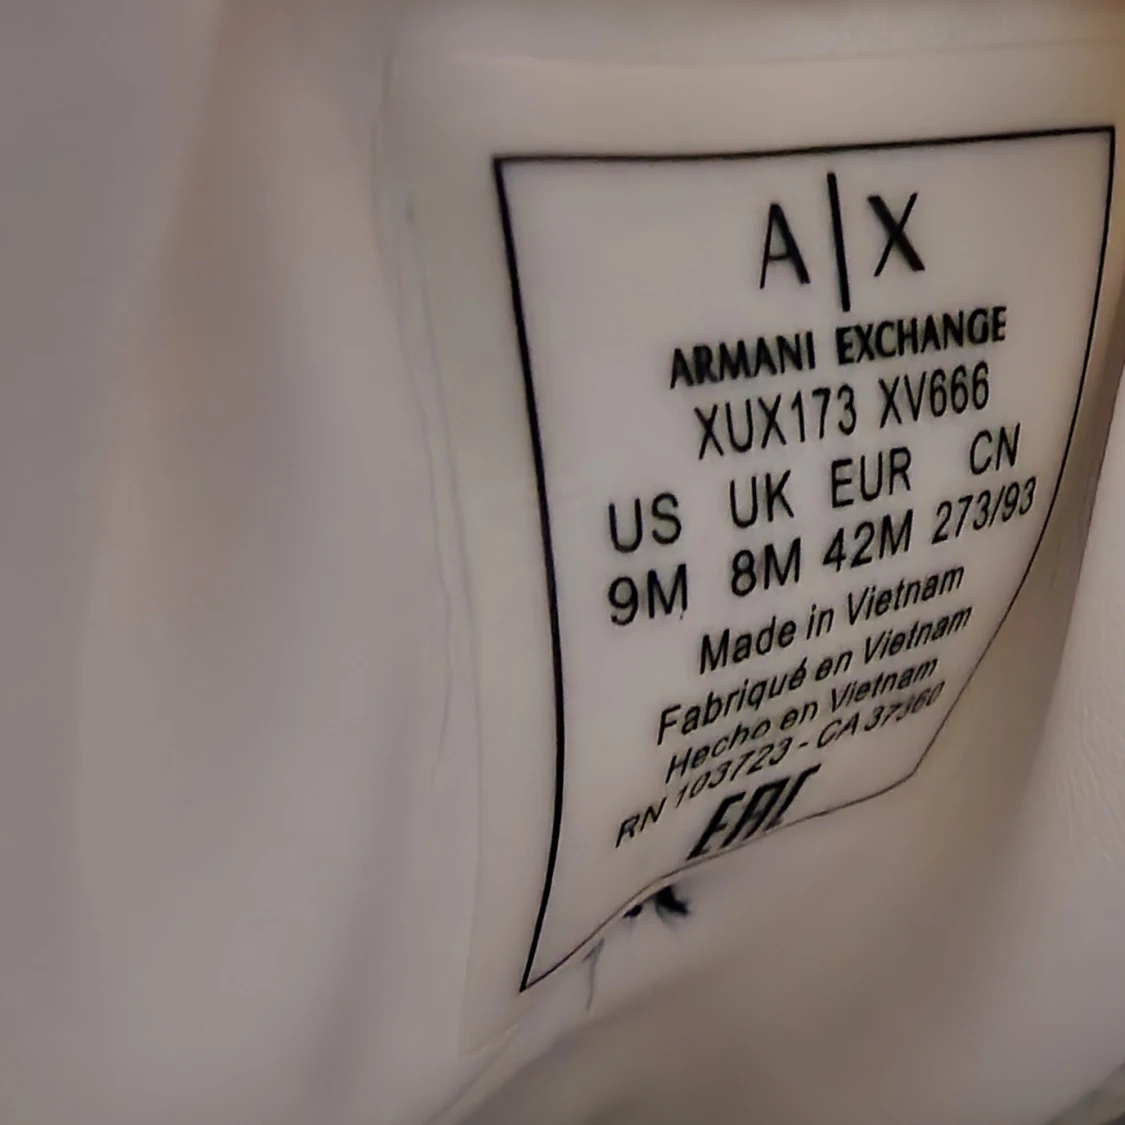 A|X
ARMANI EXCHANGE
XUX173 XV666
US UK EUR CN
9M 8M 42M 273/93
Made in Vietnam
Fabriqué en Vietnam
Hecho en Vietnam
RN 103723 - CA 37360
EAC